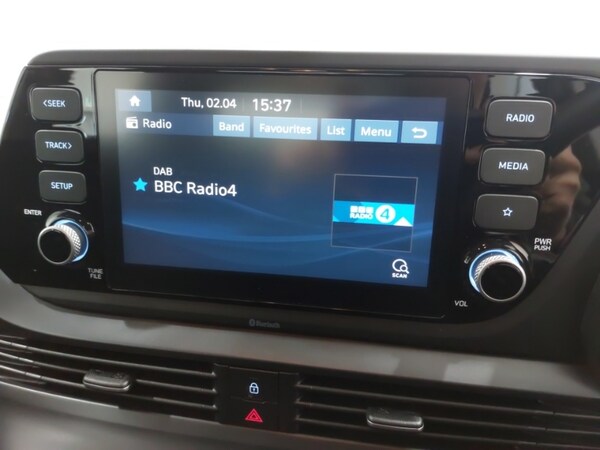 <SEEK
TRACK>
SETUP
ENTER
TUNE
FILE
Thu, 02.04 15:37
Radio Band Favourites List Menu
DAB
BBC Radio4
BBC
RADIO 4
SCAN
RADIO
MEDIA
PWR
PUSH
VOL
Bluetooth